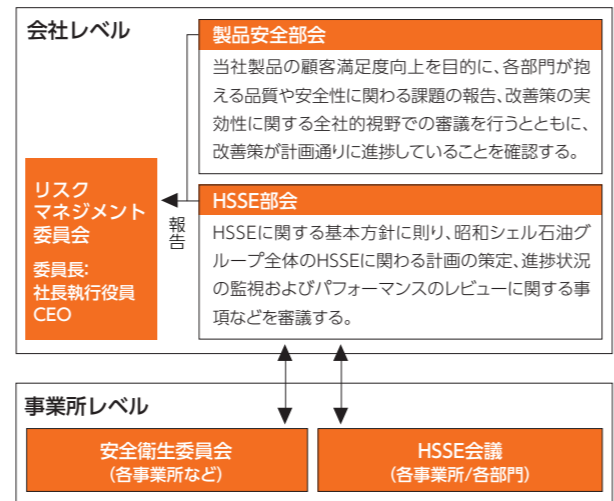 会社レベル
製品安全部会
当社製品の顧客満足度向上を目的に、各部門が抱
える品質や安全性に関わる課題の報告、改善策の実
効性に関する全社的視野での審議を行うとともに、
改善策が計画通りに進捗していることを確認する。
リスク
マネジメント
委員会
委員長:
社長執行役員
CEO
報告
HSSE部会
HSSEに関する基本方針に則り、昭和シェル石油グ
ループ全体のHSSEに関わる計画の策定、進捗状況
の監視およびパフォーマンスのレビューに関する事
項などを審議する。
事業所レベル
安全衛生委員会
(各事業所など)
HSSE会議
(各事業所/各部門)